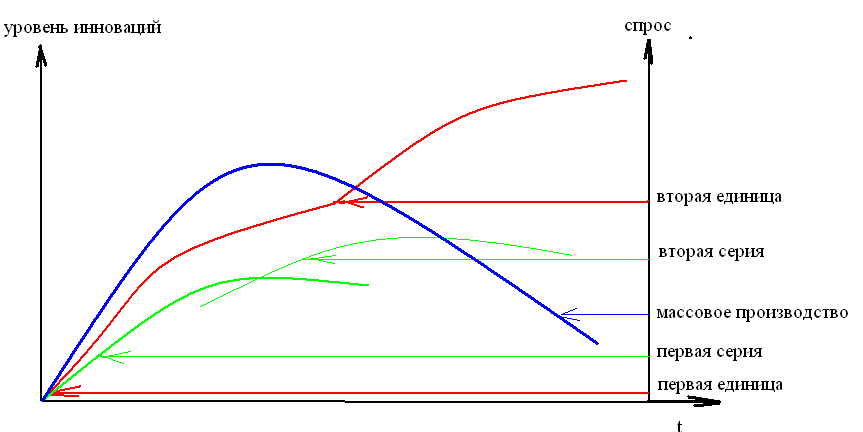 уровень инноваций
спрос
вторая единица
вторая серия
массовое производство
первая серия
первая единица
t